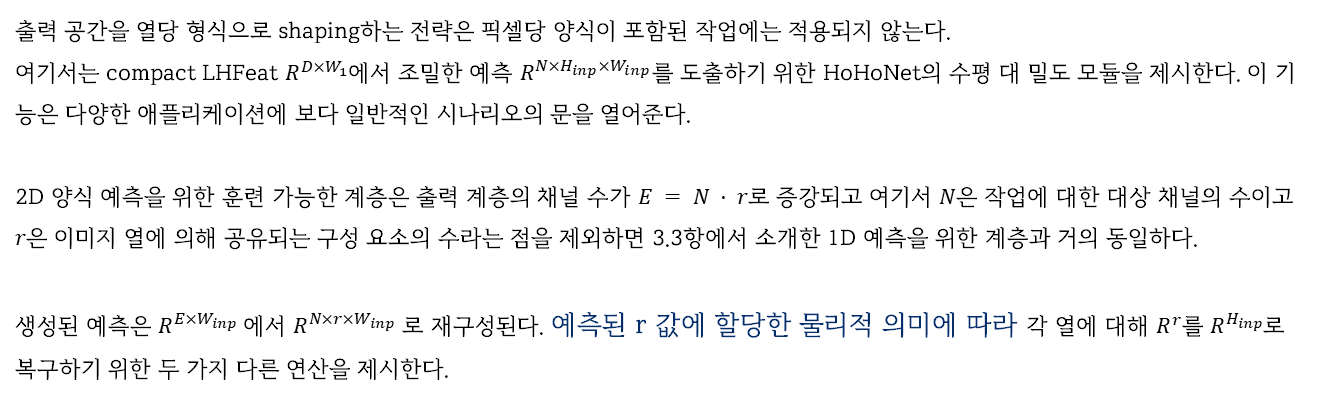 출력 공간을 열당 형식으로 shaping하는 전략은 픽셀당 양식이 포함된 작업에는 적용되지 않는다.
여기서는 compact LHFeat R^{D×W_1}에서 조밀한 예측 R^{N×H_{inp}×W_{inp}}를 도출하기 위한 HoHoNet의 수평 대 밀도 모듈을 제시한다. 이 기
능은 다양한 애플리케이션에 보다 일반적인 시나리오의 문을 열어준다.
2D 양식 예측을 위한 훈련 가능한 계층은 출력 계층의 채널 수가 E = N · r로 증강되고 여기서 N은 작업에 대한 대상 채널의 수이고
r은 이미지 열에 의해 공유되는 구성 요소의 수라는 점을 제외하면 3.3항에서 소개한 1D 예측을 위한 계층과 거의 동일하다.
생성된 예측은 R^{E×W_{inp}} 에서 R^{N×r×W_{inp}} 로 재구성된다. 예측된 r 값에 할당한 물리적 의미에 따라 각 열에 대해 R^r를 R^{H_{inp}}로
복구하기 위한 두 가지 다른 연산을 제시한다.